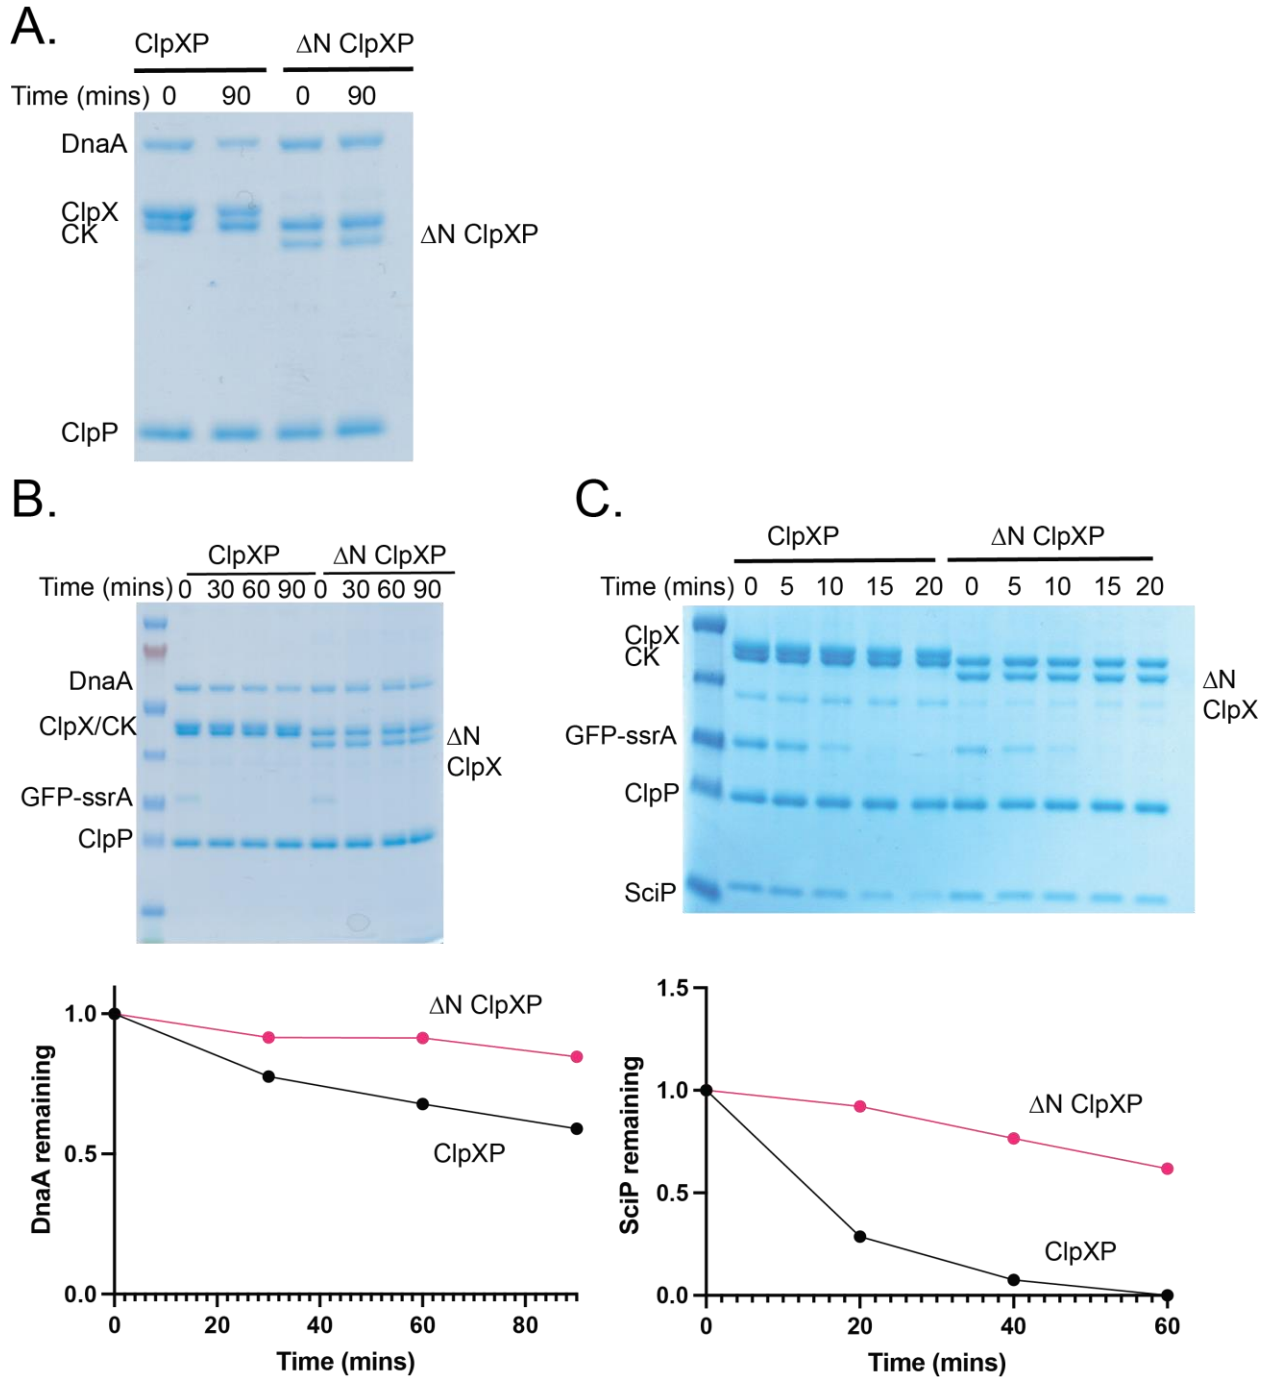 A.
ClpXP ΔN ClpXP
Time (mins) 0 90 0 90
DnaA
ClpX
CK
ΔN ClpXP
ClpP
B.
ClpXP ΔN ClpXP
Time (mins) 0 30 60 90 0 30 60 90
DnaA
ClpX/CK
ΔN
ClpX
GFP-ssrA
ClpP
1.0
0.5
0.0
DnaA remaining
ΔN ClpXP
ClpXP
0 20 40 60 80
Time (mins)
C.
ClpXP ΔN ClpXP
Time (mins) 0 5 10 15 20 0 5 10 15 20
ClpX
CK
ΔN
ClpX
GFP-ssrA
ClpP
SciP
1.5
1.0
0.5
0.0
SciP remaining
ΔN ClpXP
ClpXP
0 20 40 60
Time (mins)